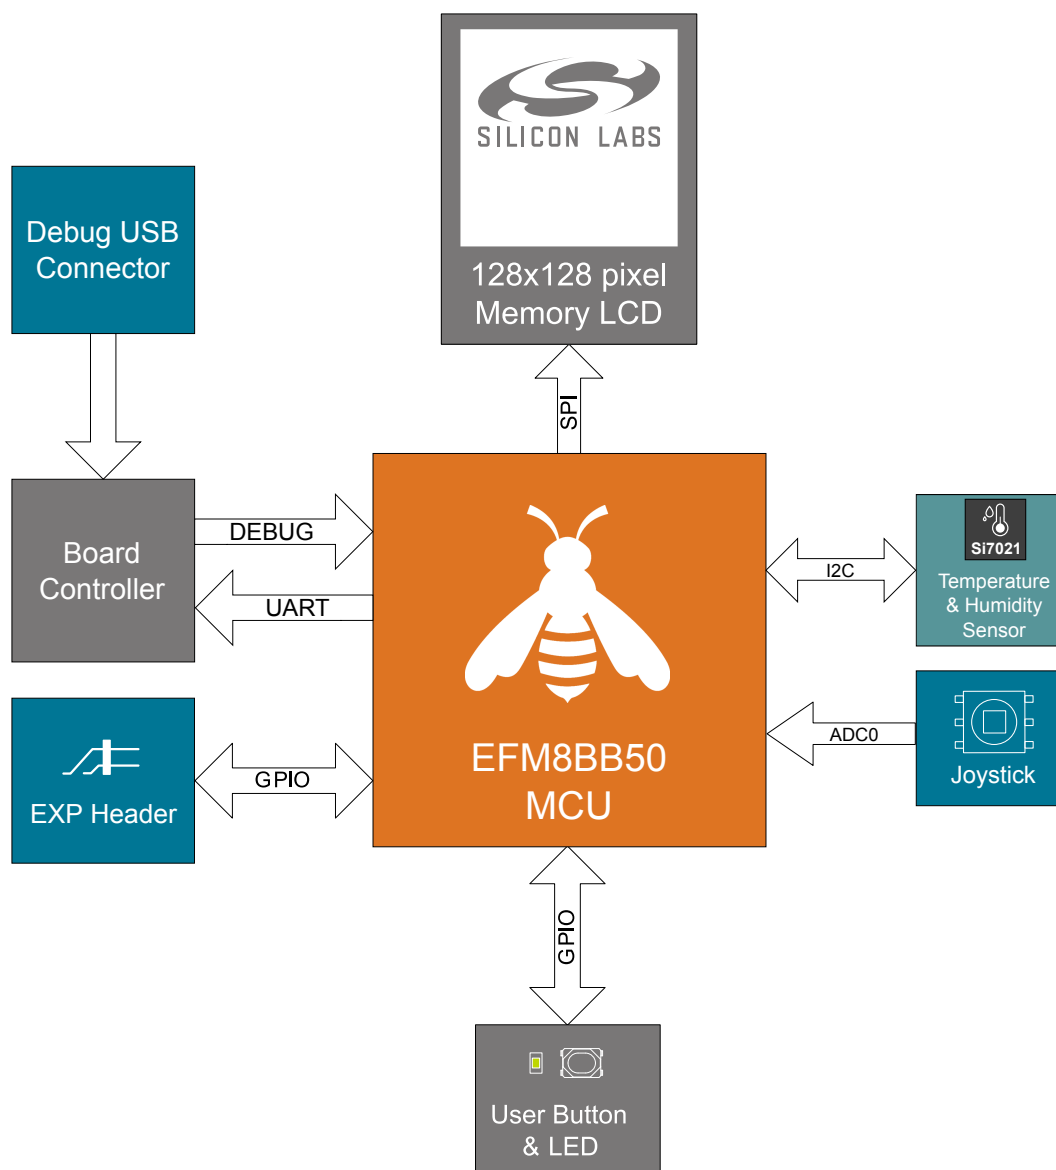 SILICON LABS
128x128 pixel
Memory LCD
Debug USB
Connector
SPI
Board
Controller
DEBUG
UART
EFM8BB50
MCU
I2C
Si7021
Temperature
& Humidity
Sensor
ADC0
Joystick
GPIO
EXP Header
GPIO
User Button
& LED